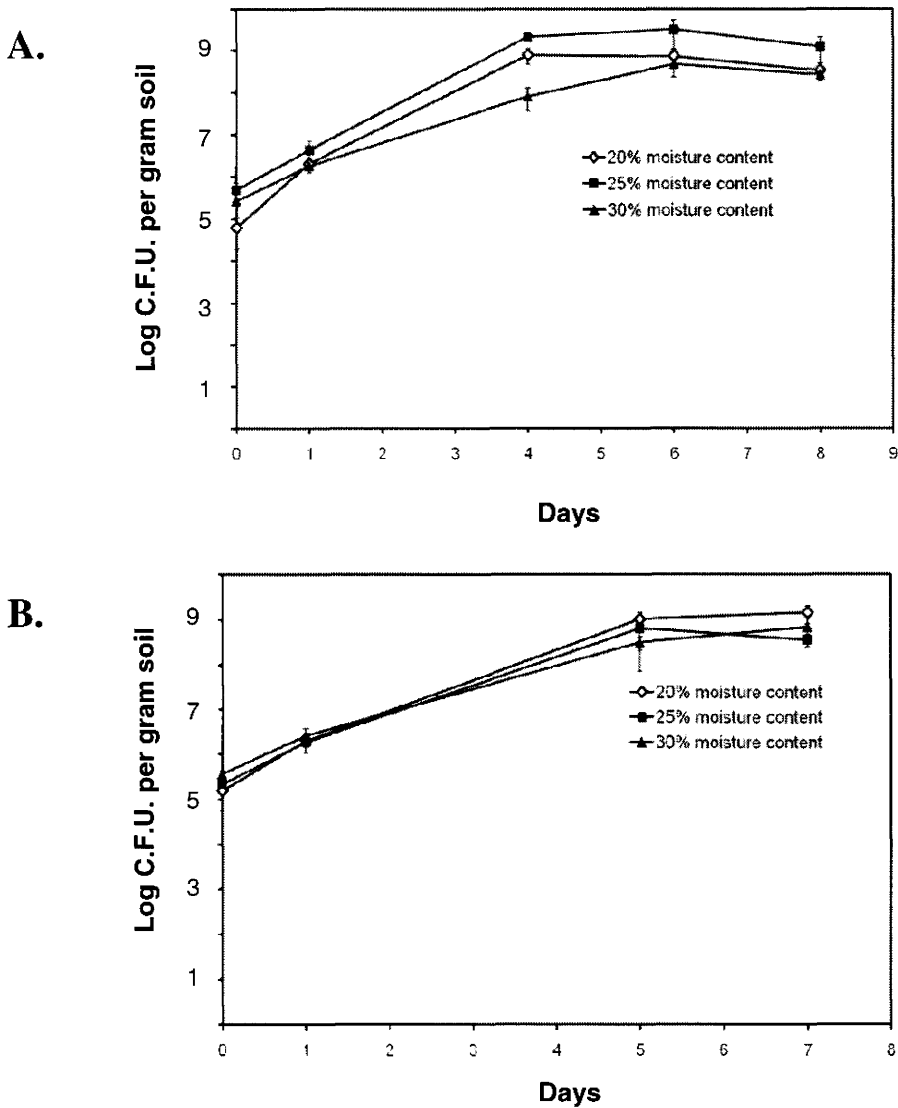 A.
Log C.F.U. per gram soil
9
7
5
3
1
20% moisture content
25% moisture content
30% moisture content
0 1 2 3 4 5 6 7 8 9
Days
B.
Log C.F.U. per gram soil
9
7
5
3
1
20% moisture content
25% moisture content
30% moisture content
0 1 2 3 4 5 6 7 8
Days